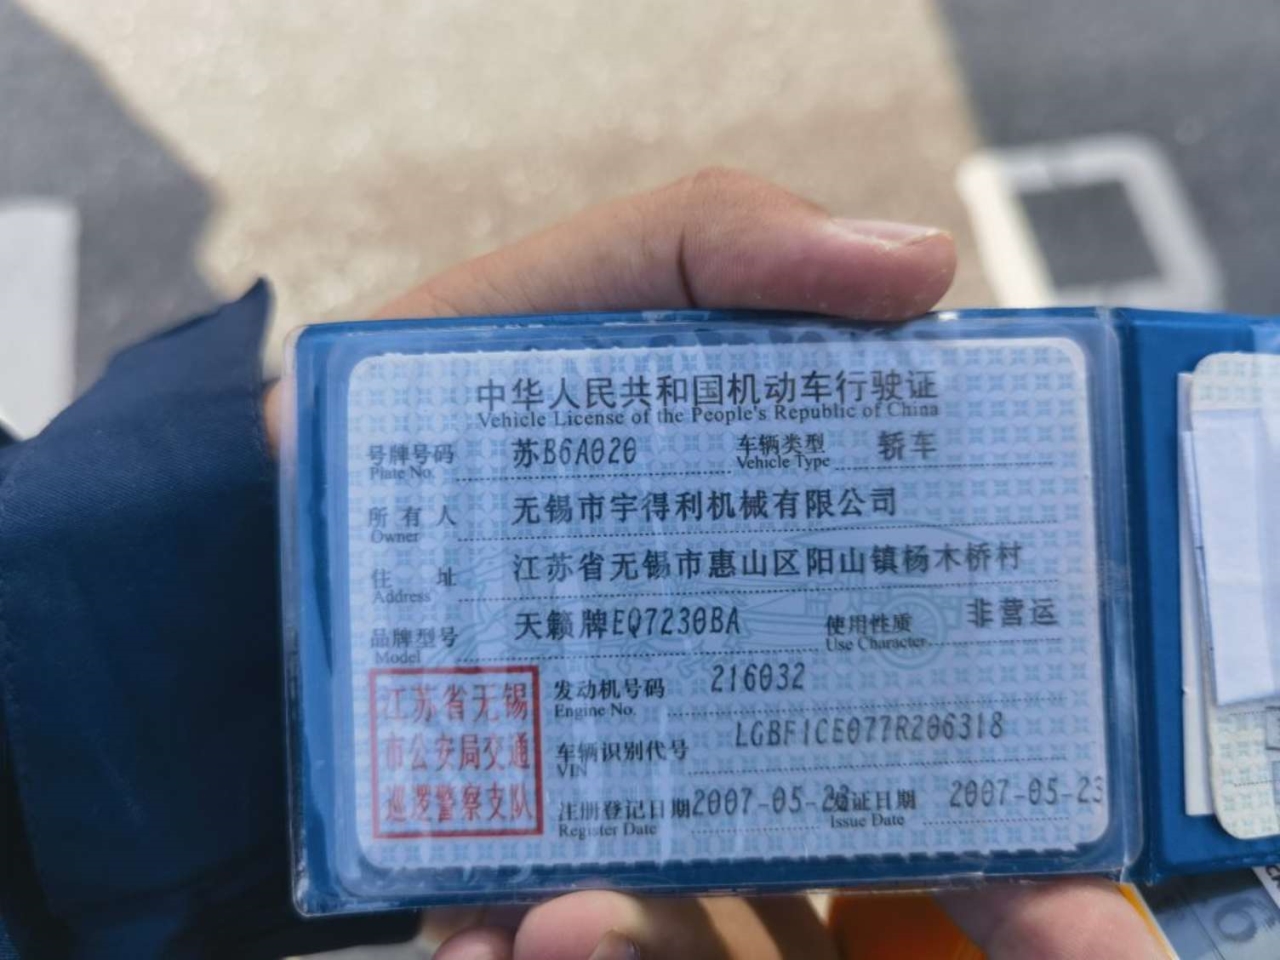 中华人民共和国机动车行驶证
Vehicle License of the People's Republic of China
号牌号码 苏B6A020 车辆类型 轿车
Plate No. Vehicle Type
所有人 无锡市宇得利机械有限公司
Owner
住址 江苏省无锡市惠山区阳山镇杨木桥村
Address
品牌型号 天籁牌EQ7230BA 使用性质 非营运
Model Use Character
发动机号码 216032
Engine No.
车辆识别代号 LGBF1CE077R206318
VIN
注册登记日期 2007-05-23 发证日期 2007-05-23
Register Date Issue Date
江苏省无锡
市公安局交通
巡逻警察支队